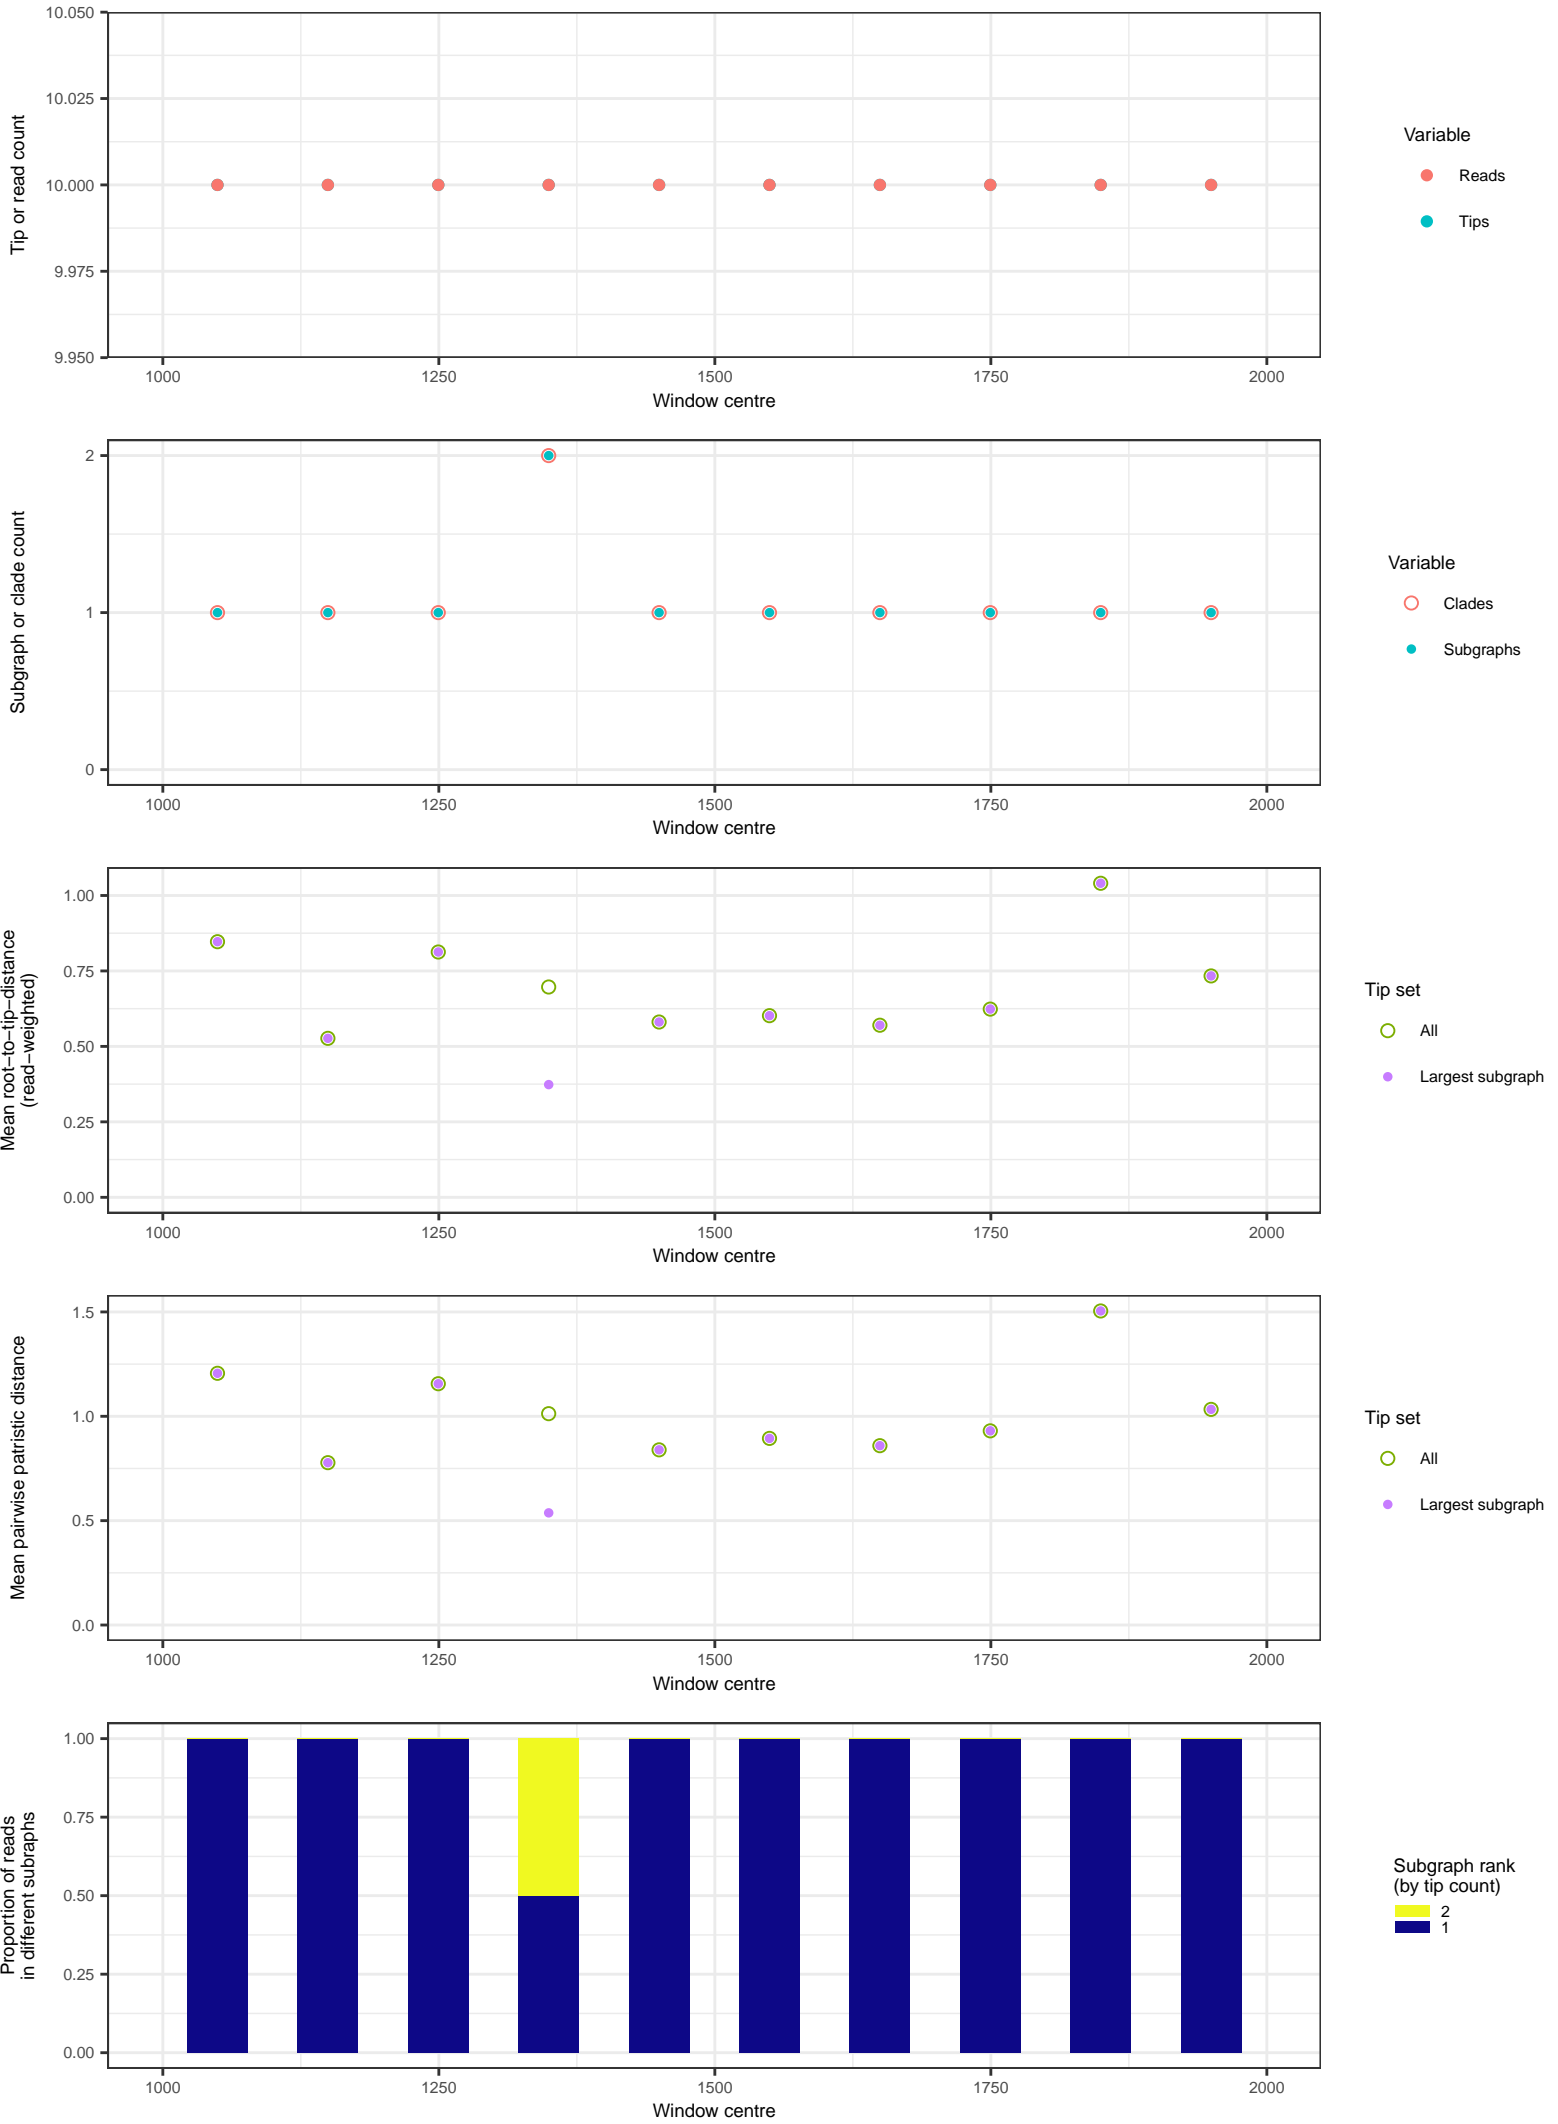 10.050
10.025
10.000
9.975
9.950
Tip or read count
1000 1250 1500 1750 2000
Window centre
Variable
Reads
Tips
2
1
0
Subgraph or clade count
1000 1250 1500 1750 2000
Window centre
Variable
Clades
Subgraphs
1.00
0.75
0.50
0.25
0.00
Mean root−to−tip−distance
(read−weighted)
1000 1250 1500 1750 2000
Window centre
Tip set
All
Largest subgraph
1.5
1.0
0.5
0.0
Mean pairwise patristic distance
1000 1250 1500 1750 2000
Window centre
Tip set
All
Largest subgraph
1.00
0.75
0.50
0.25
0.00
Proportion of reads
in different subraphs
1000 1250 1500 1750 2000
Window centre
Subgraph rank
(by tip count)
2
1